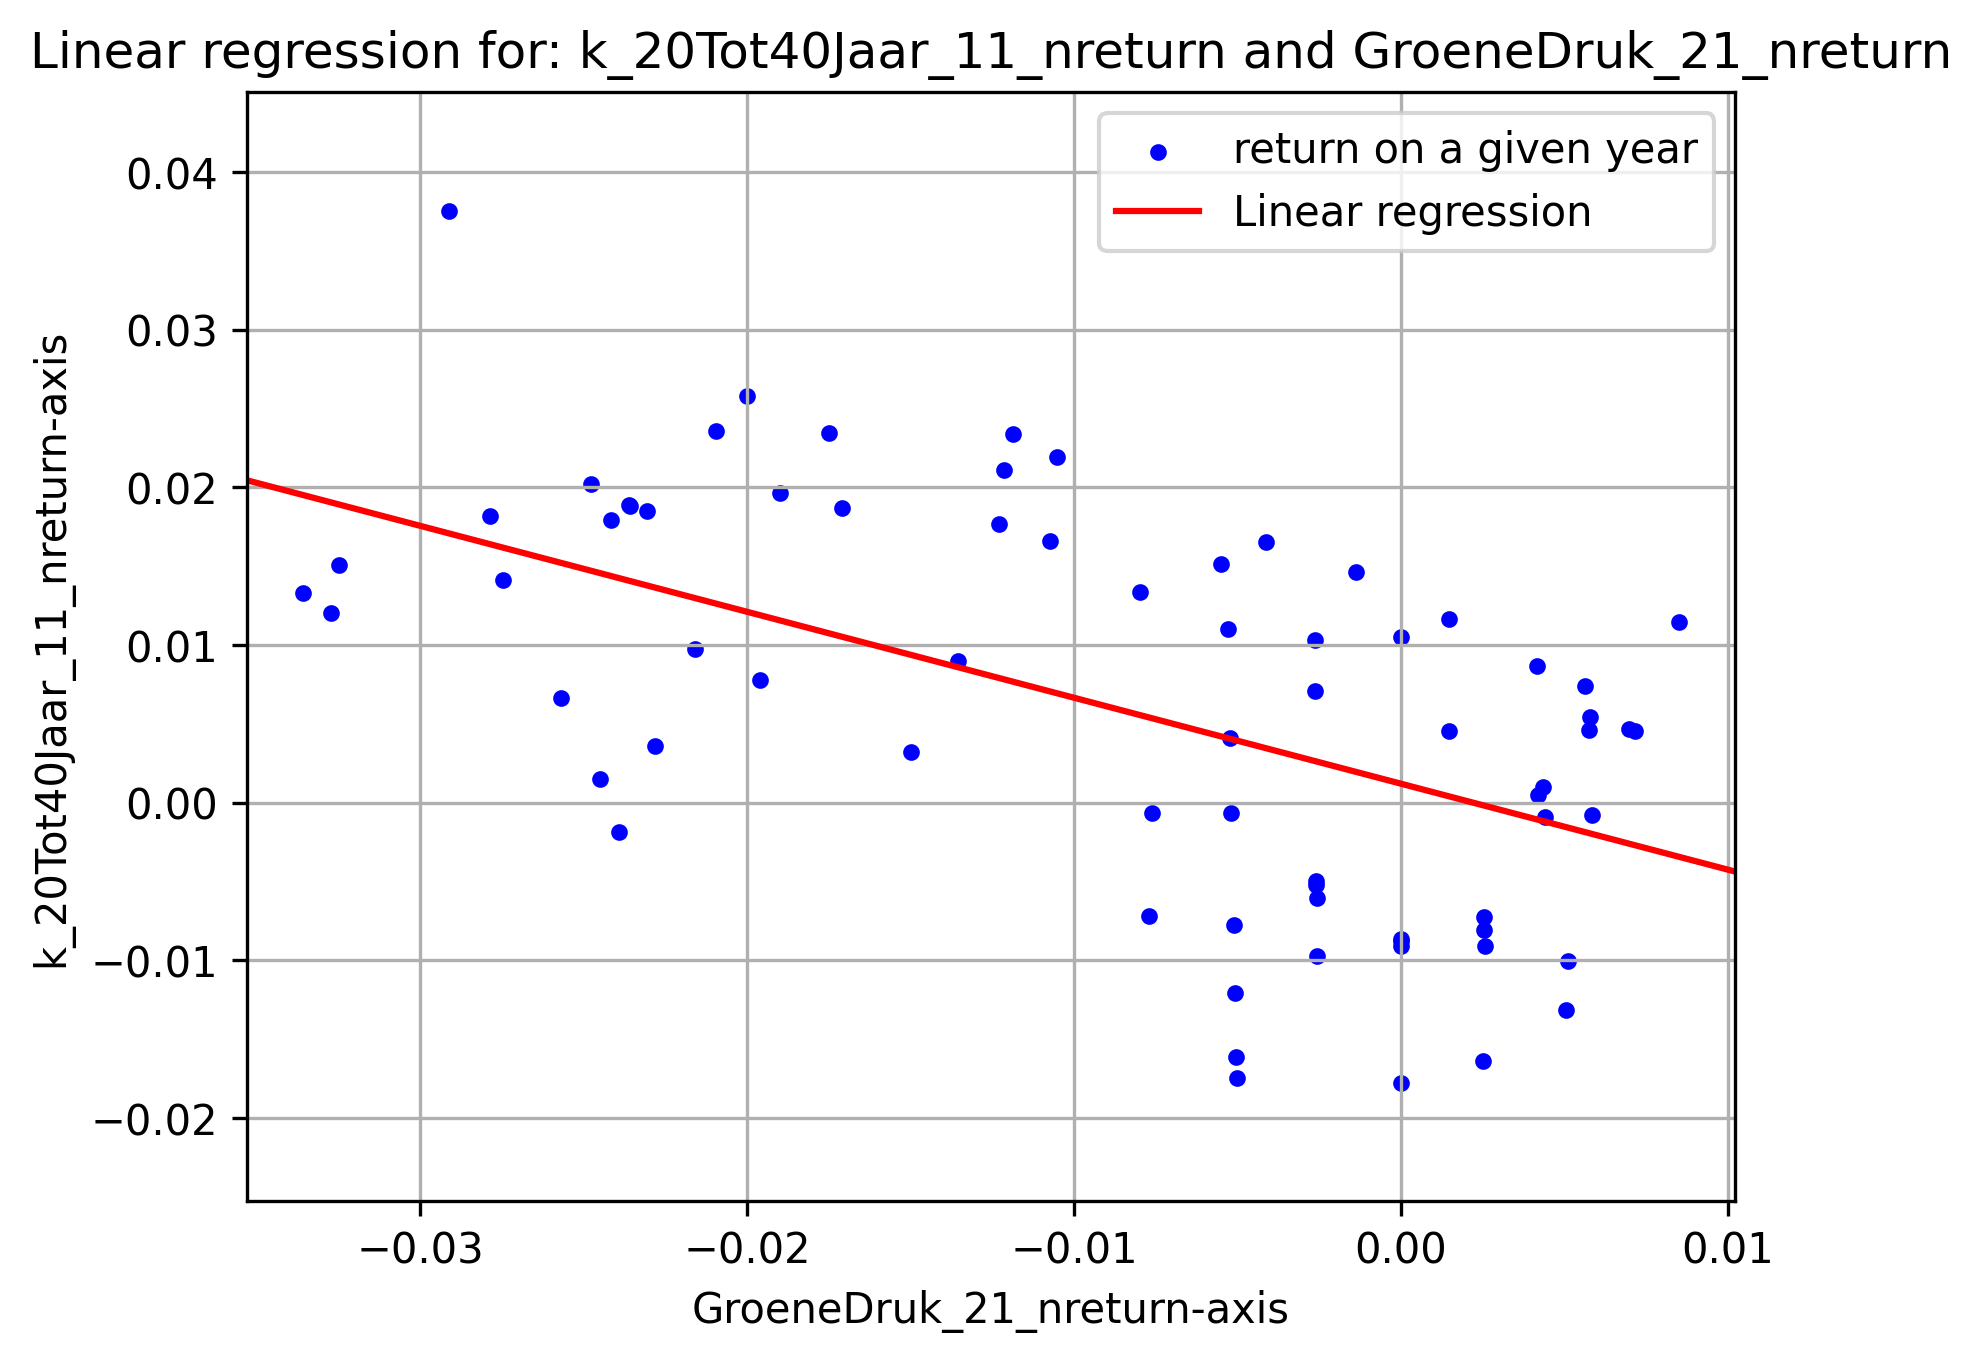 Linear regression for: k_20Tot40Jaar_11_nreturn and GroeneDruk_21_nreturn
return on a given year
Linear regression
0.04
0.03
0.02
0.01
0.00
−0.01
−0.02
k_20Tot40Jaar_11_nreturn-axis
−0.03
−0.02
−0.01
0.00
0.01
GroeneDruk_21_nreturn-axis